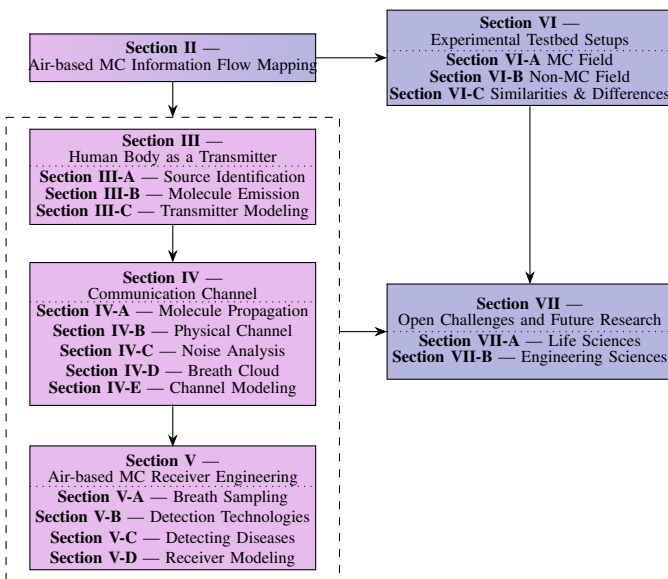 Section II —
Air-based MC Information Flow Mapping
Section III —
Human Body as a Transmitter
Section III-A — Source Identification
Section III-B — Molecule Emission
Section III-C — Transmitter Modeling
Section IV —
Communication Channel
Section IV-A — Molecule Propagation
Section IV-B — Physical Channel
Section IV-C — Noise Analysis
Section IV-D — Breath Cloud
Section IV-E — Channel Modeling
Section V —
Air-based MC Receiver Engineering
Section V-A — Breath Sampling
Section V-B — Detection Technologies
Section V-C — Detecting Diseases
Section V-D — Receiver Modeling
Section VI —
Experimental Testbed Setups
Section VI-A — MC Field
Section VI-B — Non-MC Field
Section VI-C — Similarities & Differences
Section VII —
Open Challenges and Future Research
Section VII-A — Life Sciences
Section VII-B — Engineering Sciences